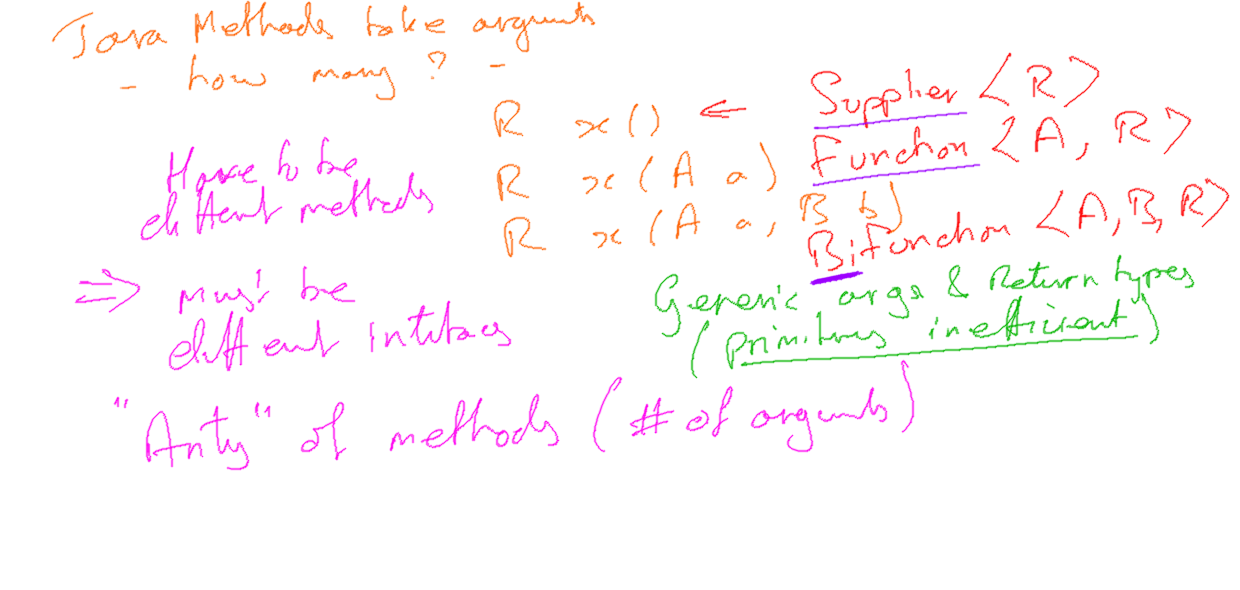 Java Methods take arguments
- how many? -
R x() ⇐ Supplier <R>
R x(A a) Function <A, R>
R x(A a, B b) BiFunction <A,B,R>
Have to be
different methods
⇒ must be
different interfaces
Generic args & Return types
(primitives inefficient)
"Arity" of methods (# of arguments)